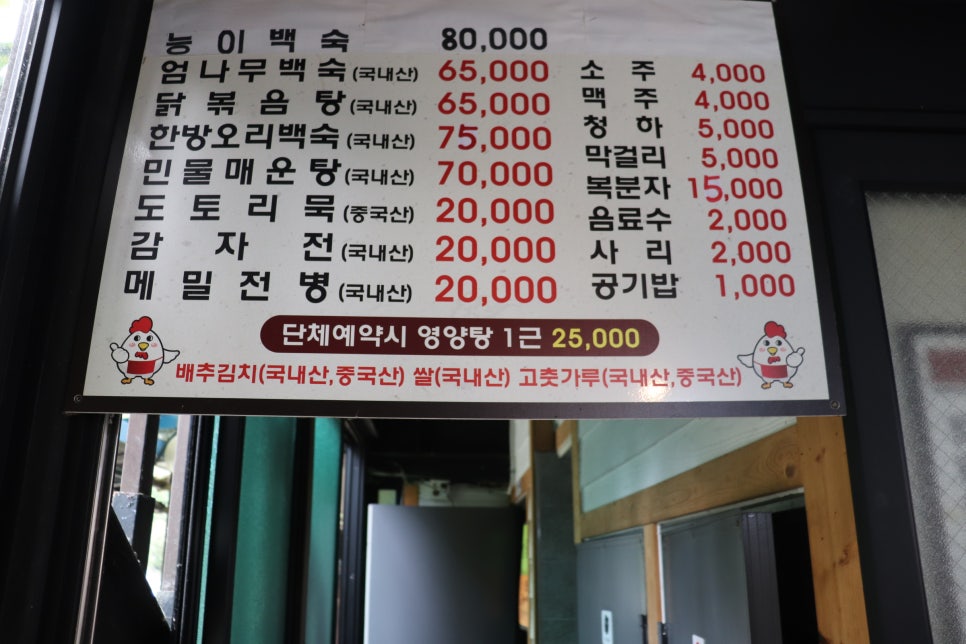 능이백숙 80,000
엄나무백숙(국내산) 65,000
닭볶음탕(국내산) 65,000
한방오리백숙(국내산) 75,000
민물매운탕(국내산) 70,000
도토리묵(중국산) 20,000
감자전(국내산) 20,000
메밀전병(국내산) 20,000
소주 4,000
맥주 4,000
청하 5,000
막걸리 5,000
복분자 15,000
음료수 2,000
사리 2,000
공기밥 1,000
단체예약시 영양탕 1근 25,000
배추김치(국내산,중국산) 쌀(국내산) 고춧가루(국내산,중국산)